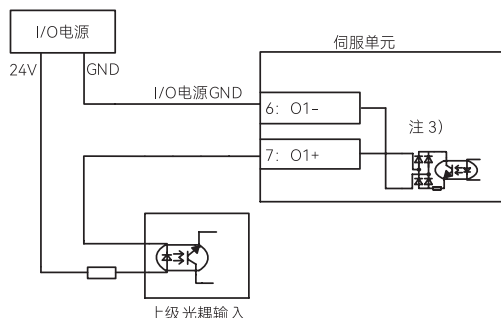 I/O电源
24V
GND
伺服单元
I/O电源GND
6: O1-
注 3)
7: O1+
上级光耦输入